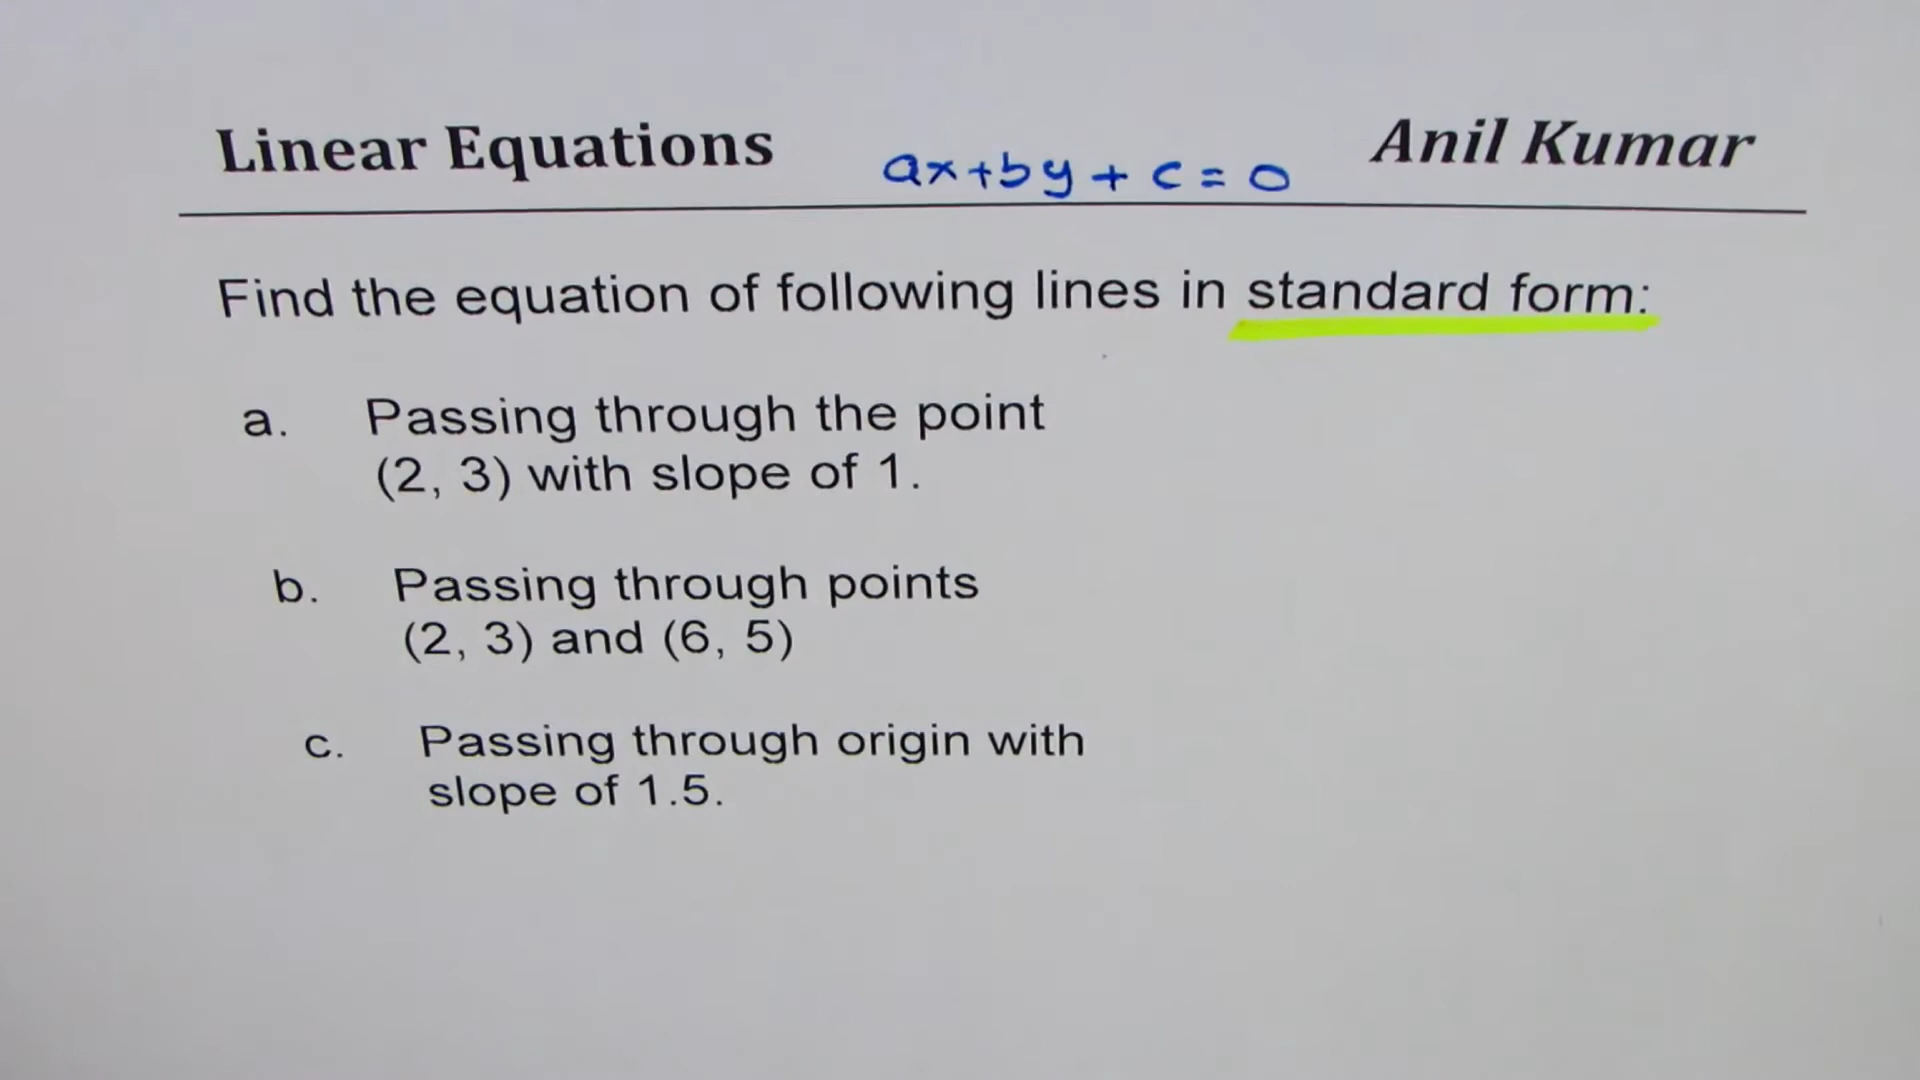 Linear Equations
ax+by+c=0
Anil Kumar
Find the equation of following lines in standard form:
a. Passing through the point
(2, 3) with slope of 1.
b. Passing through points
(2, 3) and (6, 5)
c. Passing through origin with
slope of 1.5.